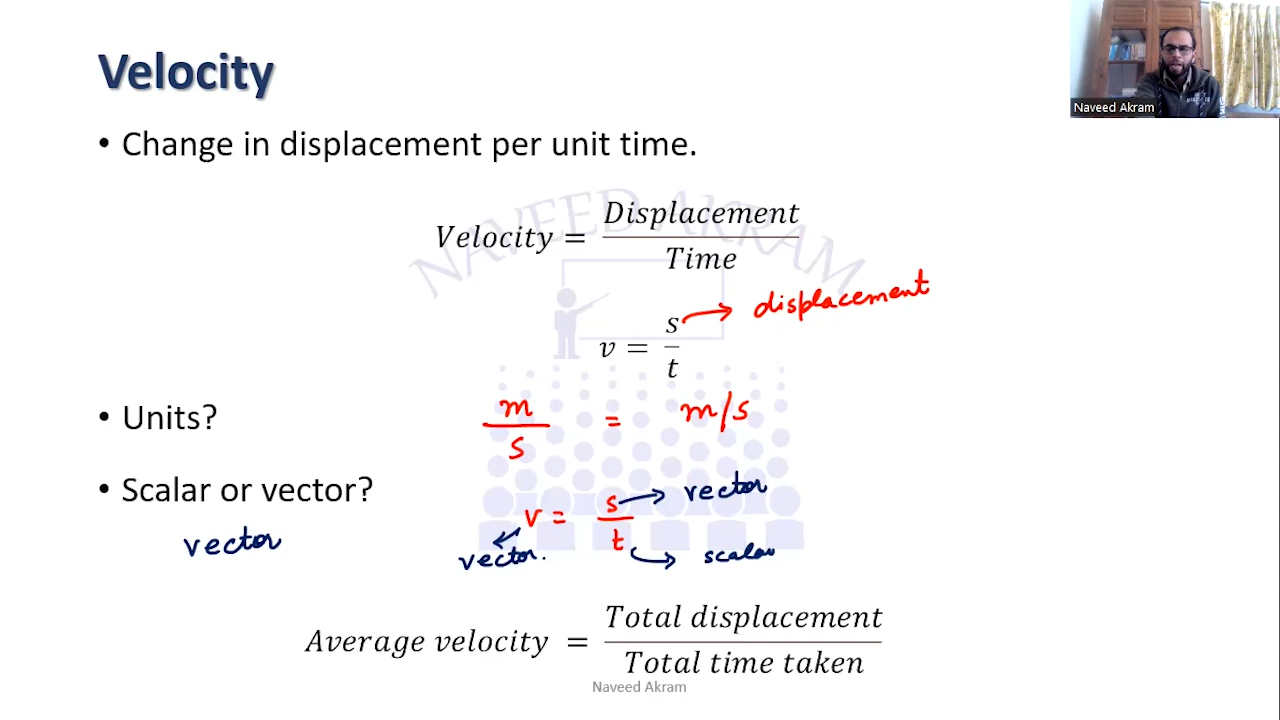 Velocity
Naveed Akram
• Change in displacement per unit time.
NAVEED AKRAM
Velocity = Displacement / Time
v = s / t → displacement
• Units? m / s = m/s
• Scalar or vector?
v = s / t
s → vector
t → scalar
v → vector.
vector
Average velocity = Total displacement / Total time taken
Naveed Akram